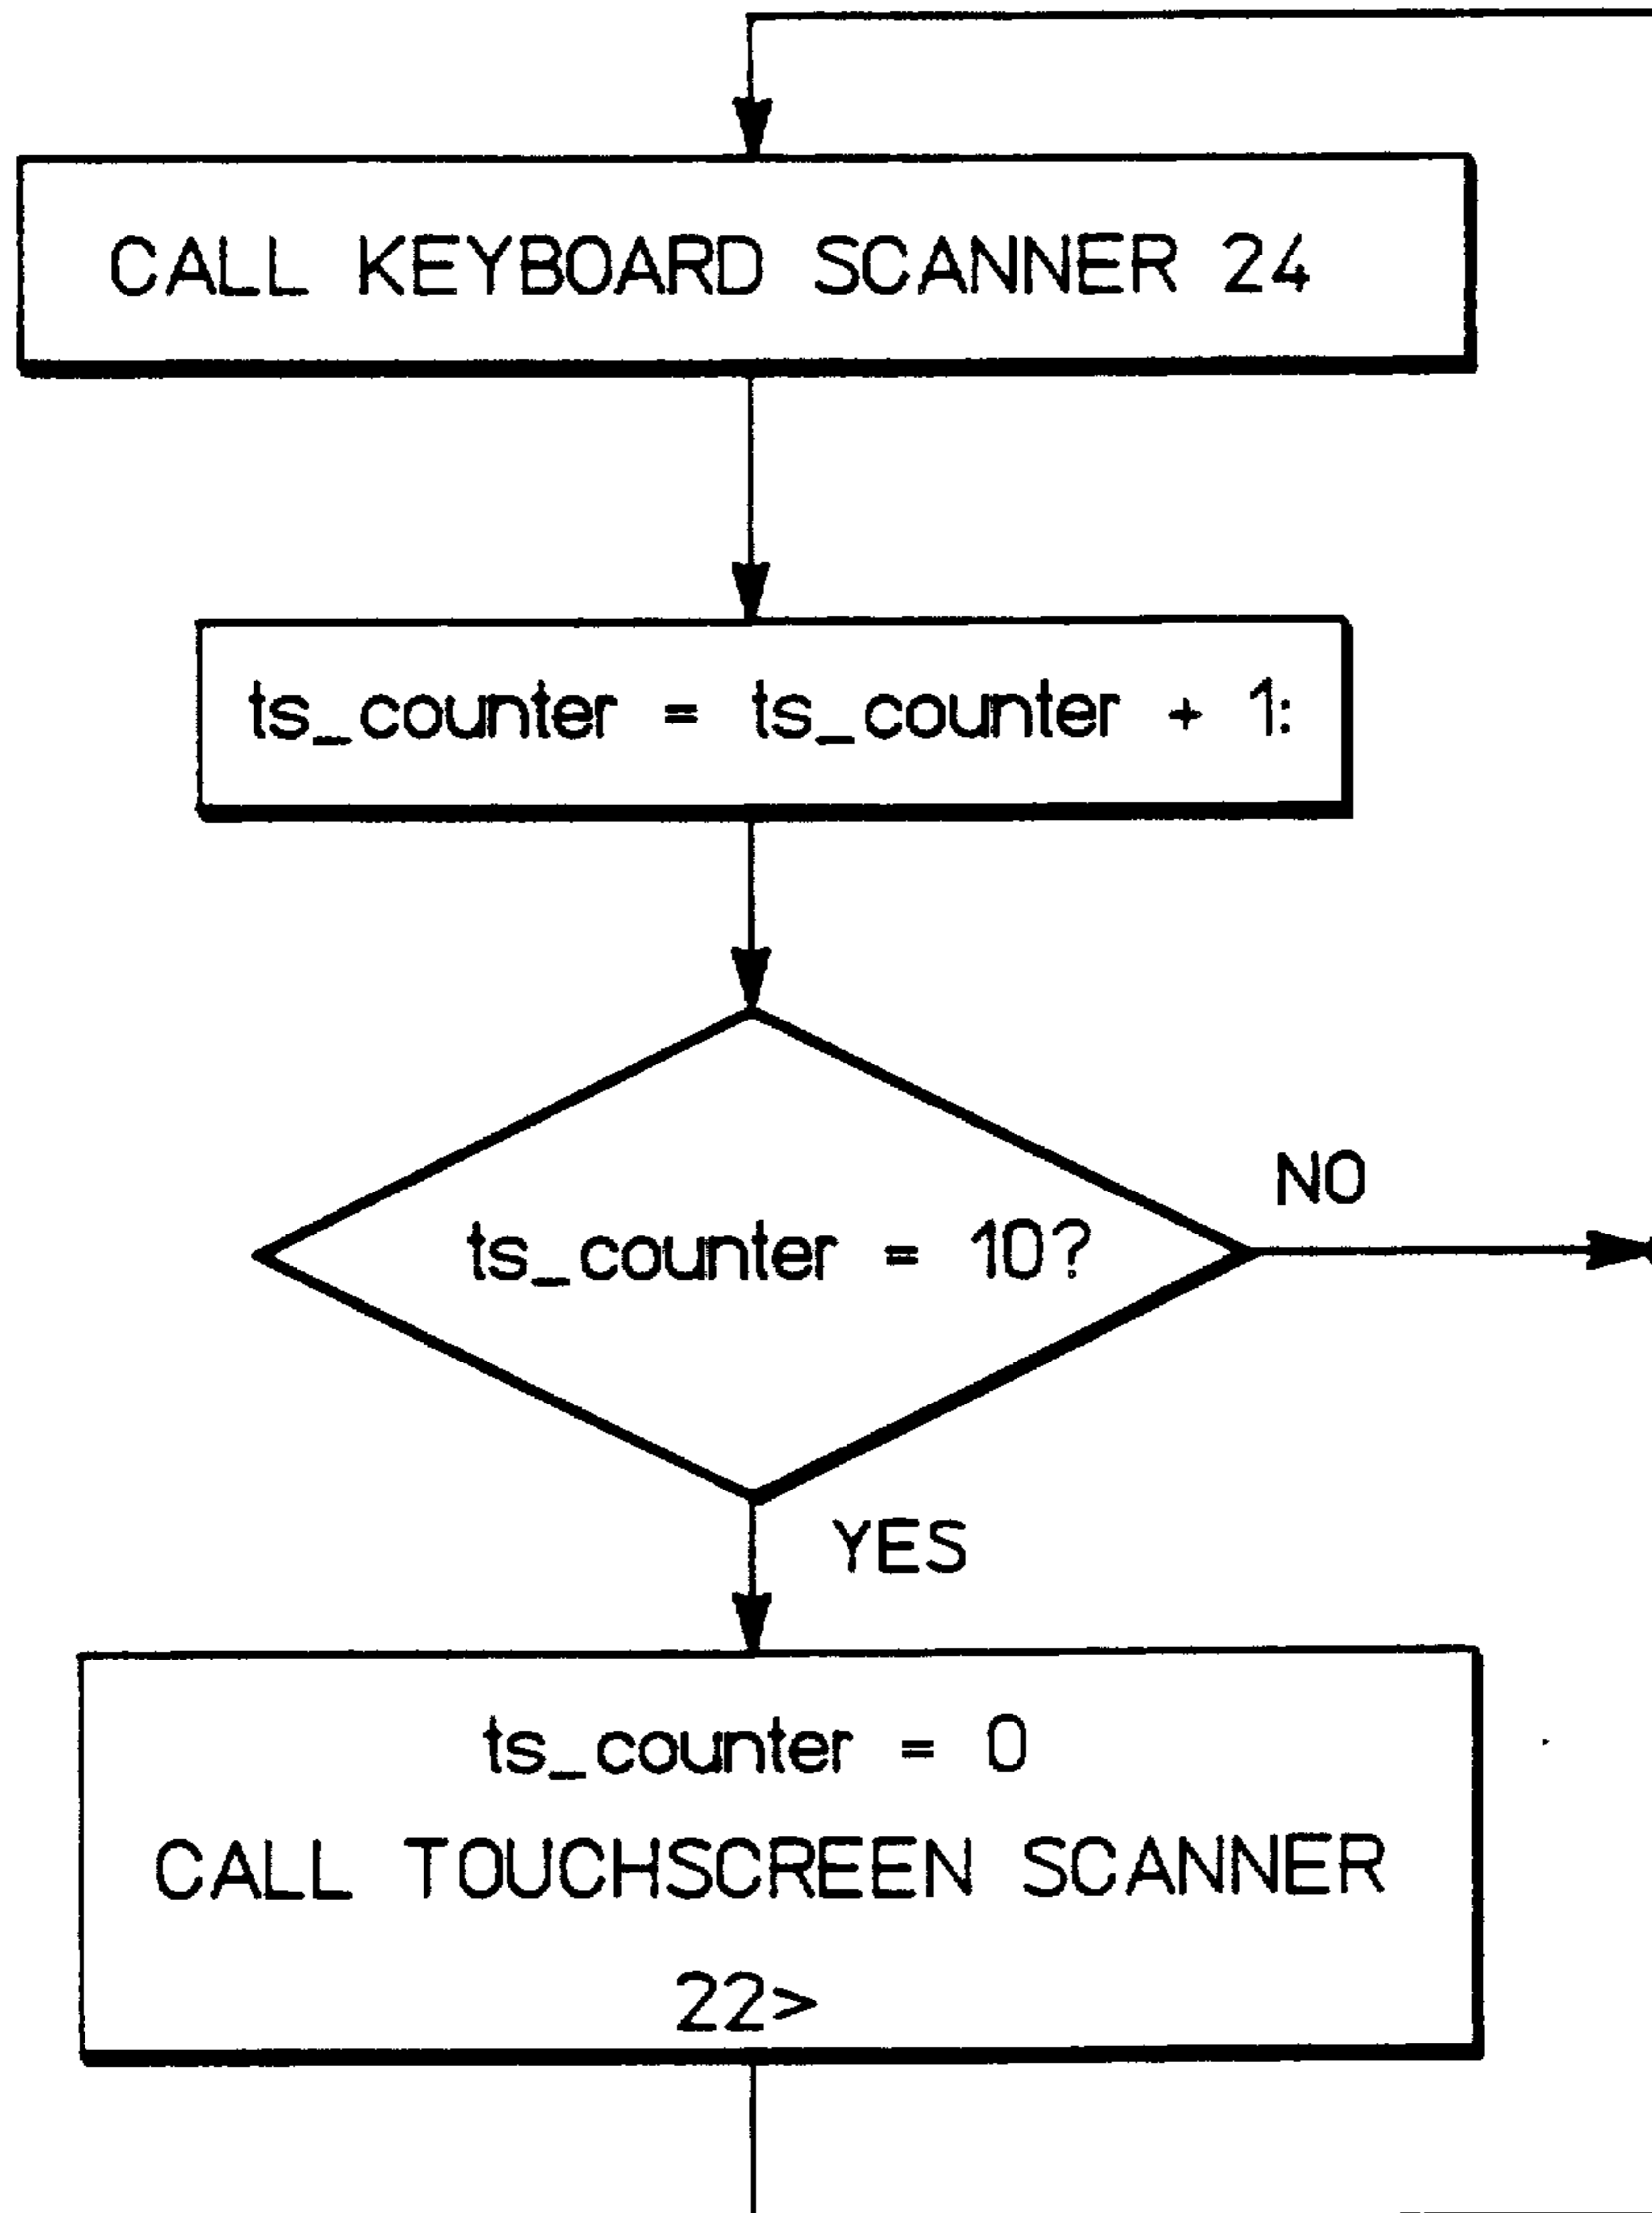 CALL KEYBOARD SCANNER 24
ts_counter = ts_counter + 1:
ts_counter = 10?
NO
YES
ts_counter = 0
CALL TOUCHSCREEN SCANNER
22>